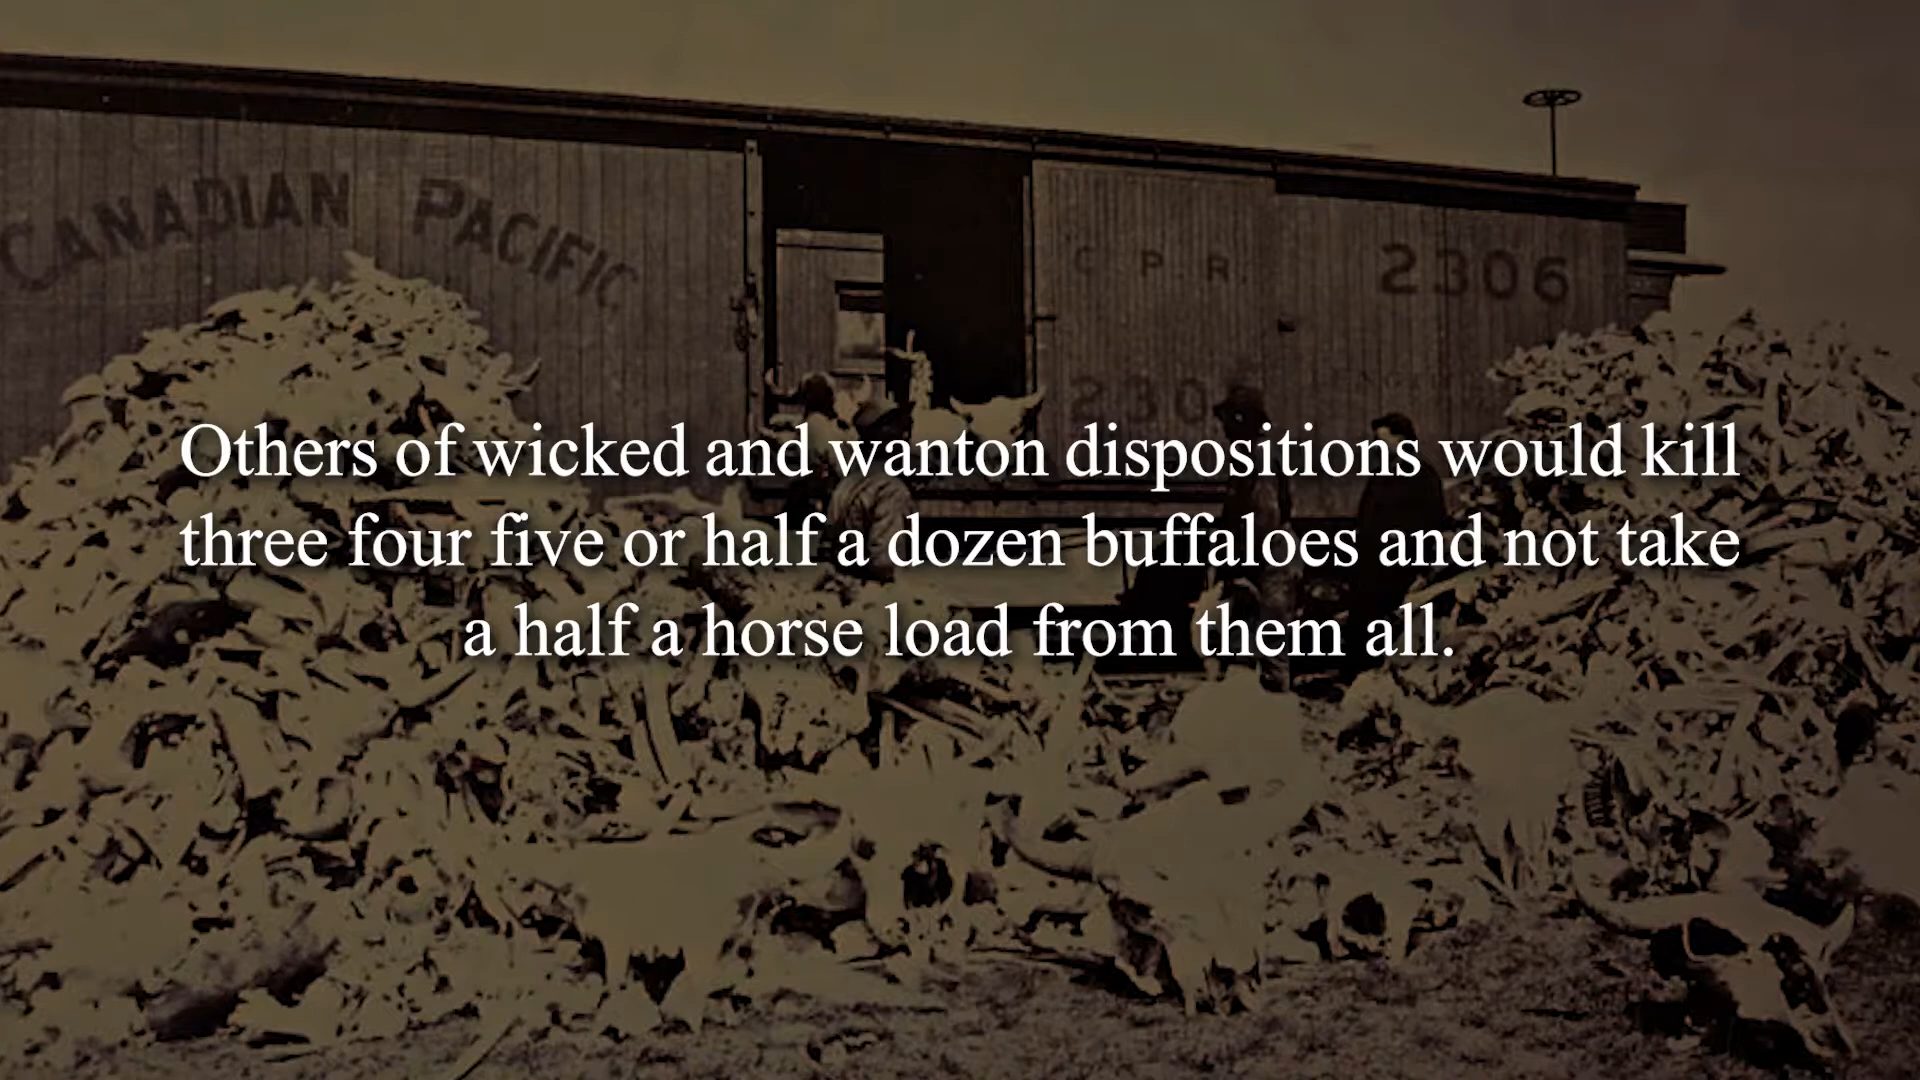 CANADIAN PACIFIC
C.P.R.
2306
230
Others of wicked and wanton dispositions would kill
three four five or half a dozen buffaloes and not take
a half a horse load from them all.